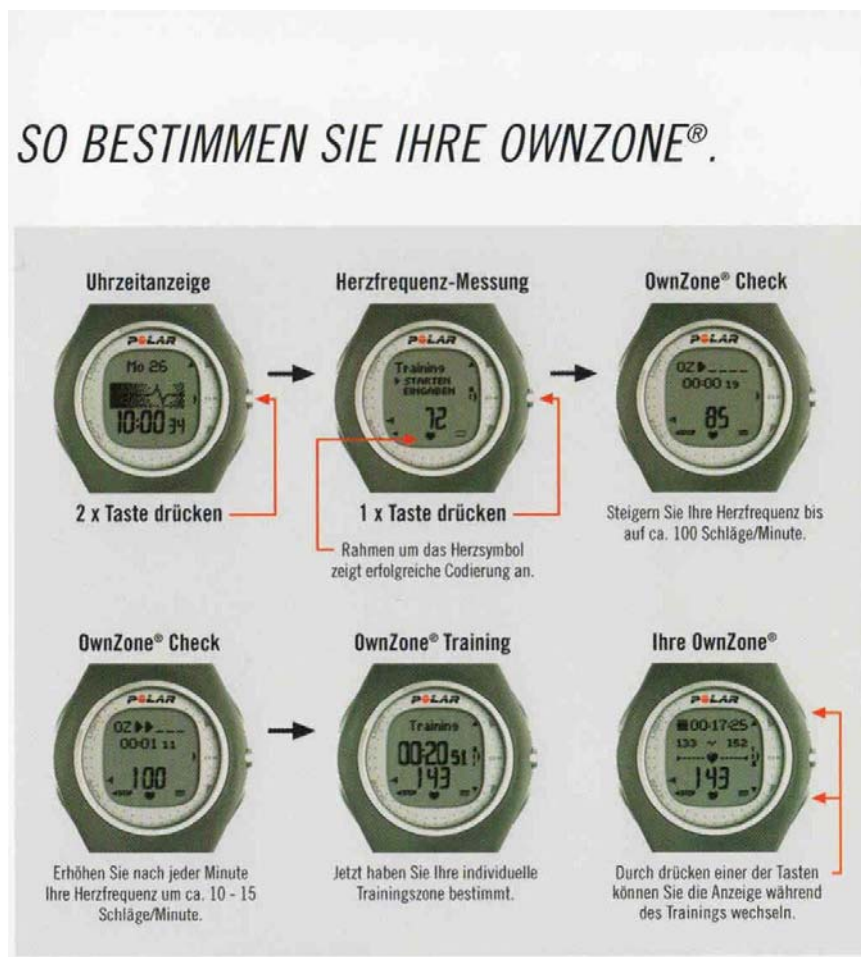 SO BESTIMMEN SIE IHRE OWNZONE®.
Uhrzeitanzeige
POLAR
Mo 26
10:00 34
2 x Taste drücken
Herzfrequenz-Messung
POLAR
Training
STARTEN
EINGABEN
72
1 x Taste drücken
Rahmen um das Herzsymbol
zeigt erfolgreiche Codierung an.
OwnZone® Check
POLAR
OZ
00:00 19
85
STOP
Steigern Sie Ihre Herzfrequenz bis
auf ca. 100 Schläge/Minute.
OwnZone® Check
POLAR
OZ
00:01 11
100
STOP
Erhöhen Sie nach jeder Minute
Ihre Herzfrequenz um ca. 10 - 15
Schläge/Minute.
OwnZone® Training
POLAR
Training
00:20 51
143
STOP
Jetzt haben Sie Ihre individuelle
Trainingszone bestimmt.
Ihre OwnZone®
POLAR
00:17:25
133 152
143
STOP
Durch drücken einer der Tasten
können Sie die Anzeige während
des Trainings wechseln.